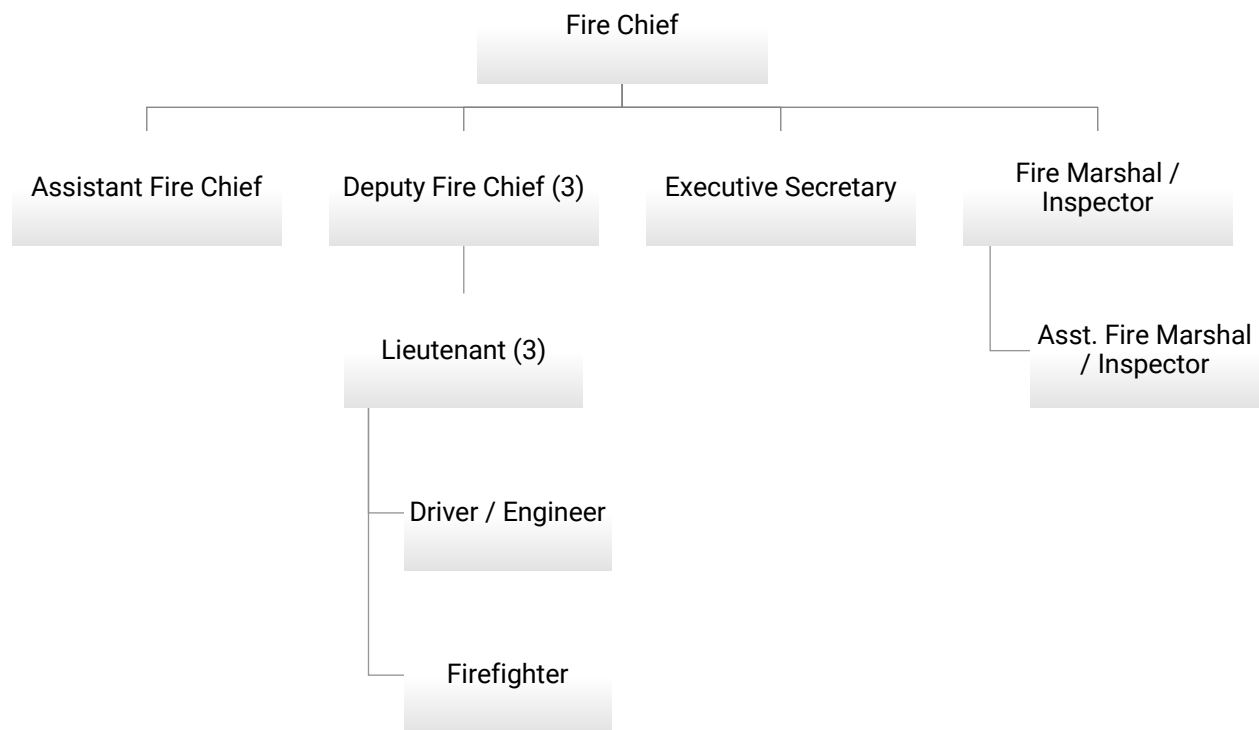 Fire Chief
Assistant Fire Chief
Deputy Fire Chief (3)
Executive Secretary
Fire Marshal /
Inspector
Lieutenant (3)
Asst. Fire Marshal
/ Inspector
Driver / Engineer
Firefighter